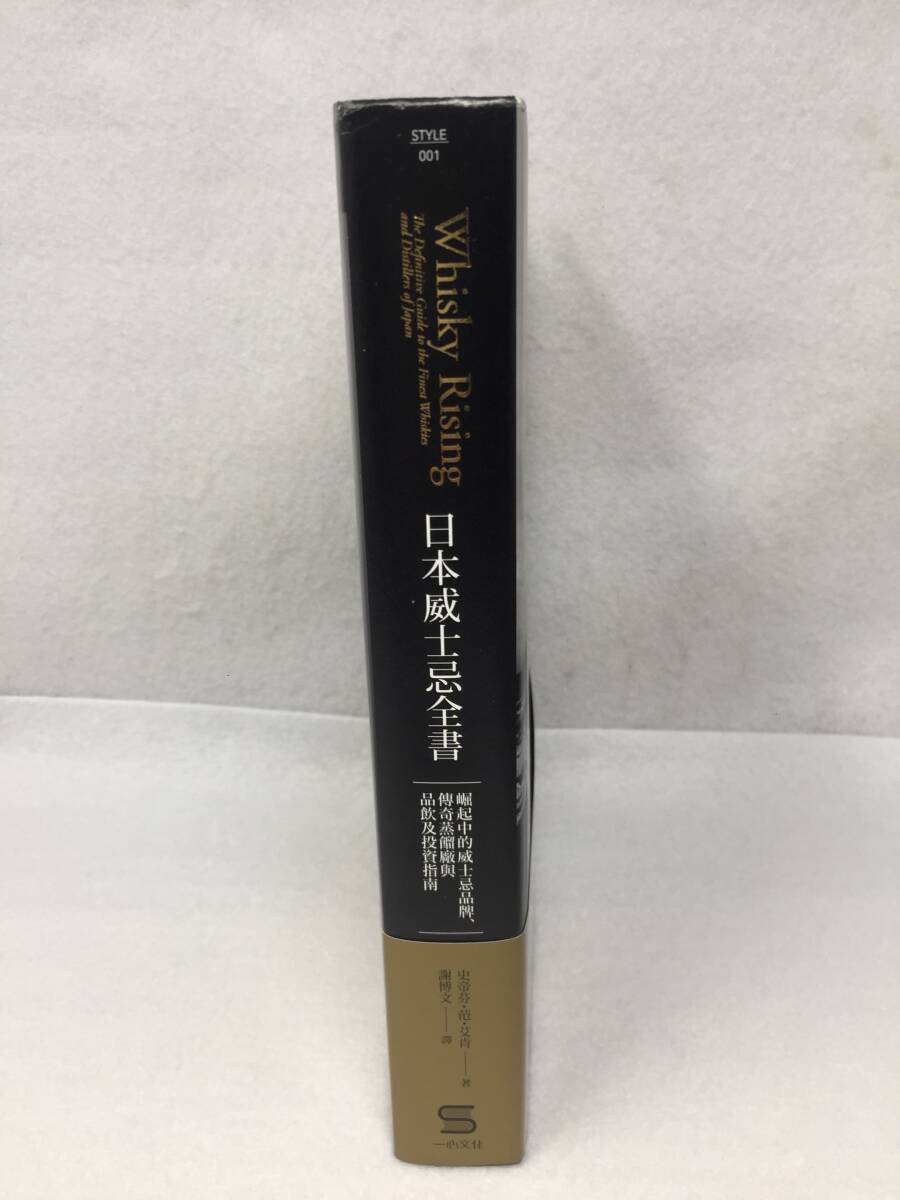 STYLE
001
Whisky Rising
The Definitive Guide to the Finest Whiskies
and Distillers of Japan
日本威士忌全書
崛起中的威士忌品牌、
傳奇蒸餾廠與
品飲及投資指南
史帝芬・范・艾肯——著
謝博文——譯
一心文化